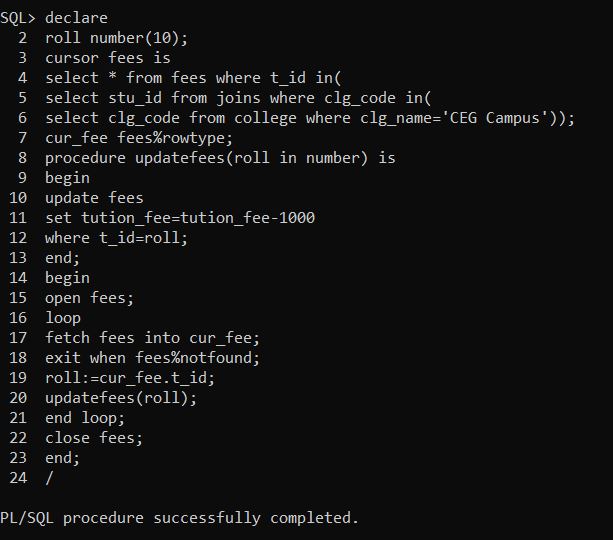 SQL> declare
2 roll number(10);
3 cursor fees is
4 select * from fees where t_id in(
5 select stu_id from joins where clg_code in(
6 select clg_code from college where clg_name='CEG Campus'));
7 cur_fee fees%rowtype;
8 procedure updatefees(roll in number) is
9 begin
10 update fees
11 set tution_fee=tution_fee-1000
12 where t_id=roll;
13 end;
14 begin
15 open fees;
16 loop
17 fetch fees into cur_fee;
18 exit when fees%notfound;
19 roll:=cur_fee.t_id;
20 updatefees(roll);
21 end loop;
22 close fees;
23 end;
24 /
PL/SQL procedure successfully completed.